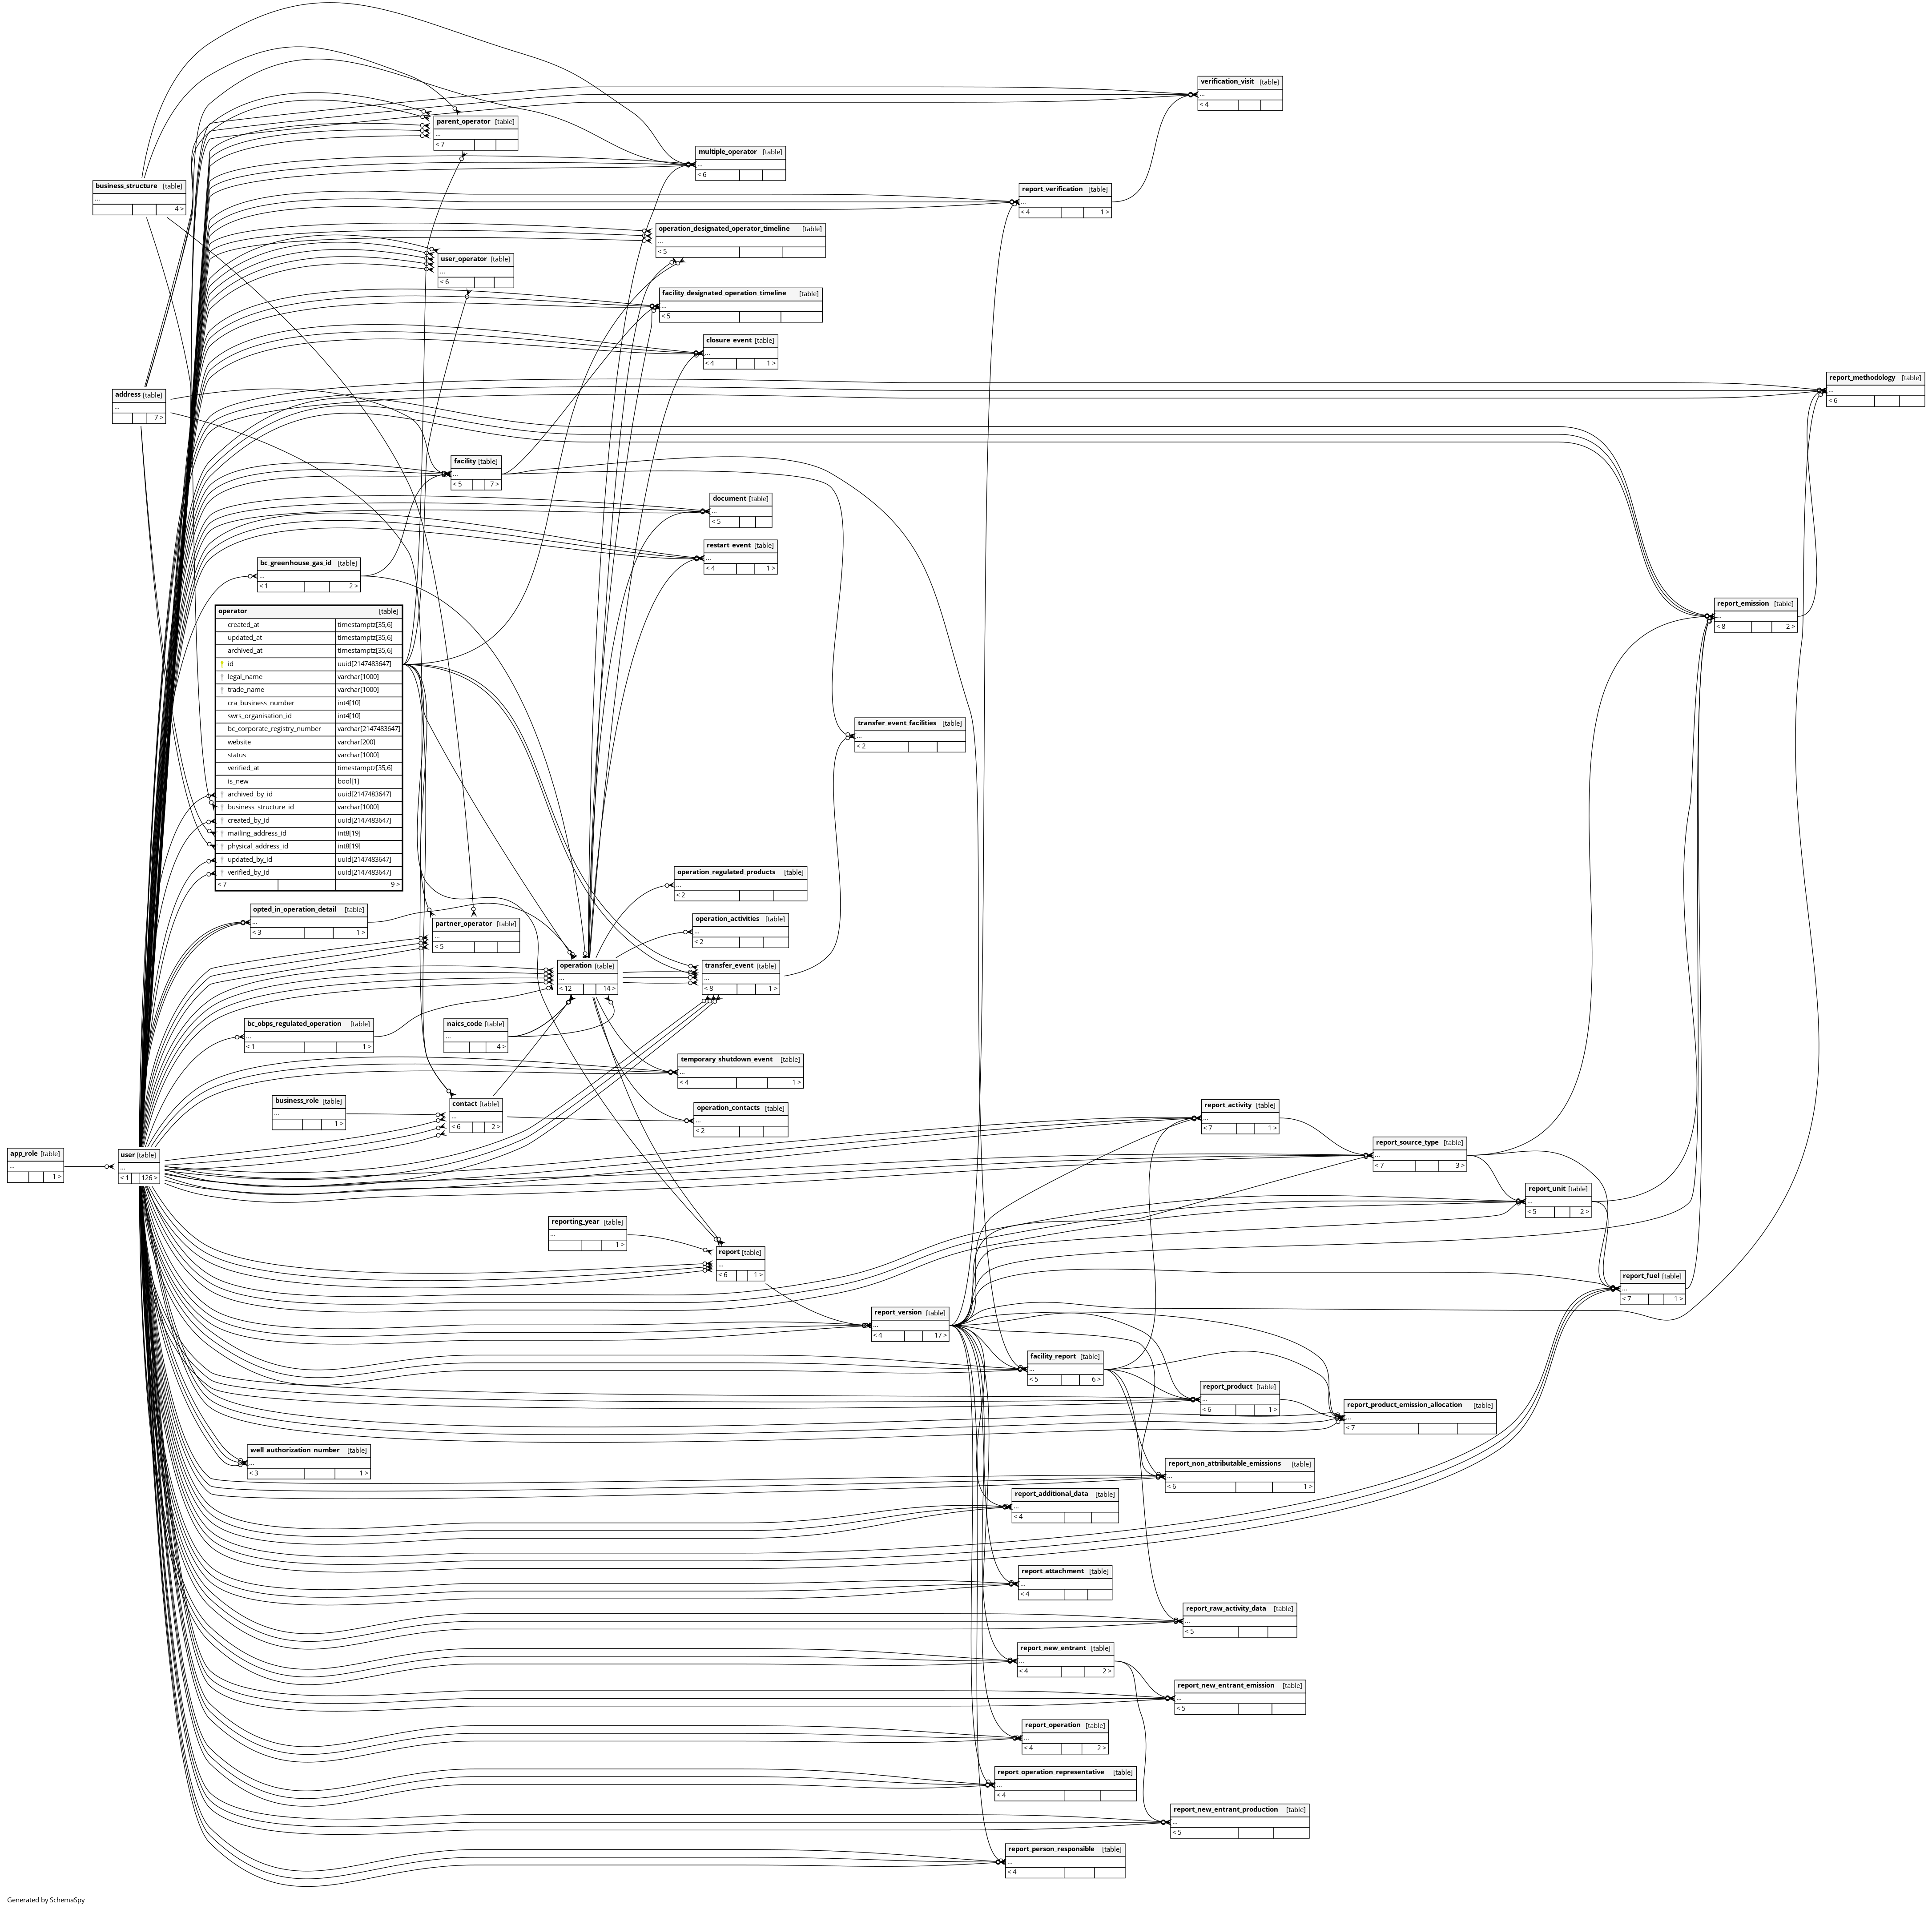 verification_visit [table]
...
< 4
parent_operator [table]
...
< 7
multiple_operator [table]
...
< 6
business_structure [table]
...
4 >
report_verification [table]
...
< 4 1 >
operation_designated_operator_timeline [table]
...
< 5
user_operator [table]
...
< 6
facility_designated_operation_timeline [table]
...
< 5
closure_event [table]
...
< 4 1 >
report_methodology [table]
...
< 6
address [table]
...
7 >
facility [table]
...
< 5 7 >
document [table]
...
< 5
restart_event [table]
...
< 4 1 >
bc_greenhouse_gas_id [table]
...
< 1 2 >
report_emission [table]
...
< 8 2 >
operator [table]
created_at timestamptz[35,6]
updated_at timestamptz[35,6]
archived_at timestamptz[35,6]
id uuid[2147483647]
legal_name varchar[1000]
trade_name varchar[1000]
cra_business_number int4[10]
swrs_organisation_id int4[10]
bc_corporate_registry_number varchar[2147483647]
website varchar[200]
status varchar[1000]
verified_at timestamptz[35,6]
is_new bool[1]
archived_by_id uuid[2147483647]
business_structure_id varchar[1000]
created_by_id uuid[2147483647]
mailing_address_id int8[19]
physical_address_id int8[19]
updated_by_id uuid[2147483647]
verified_by_id uuid[2147483647]
< 7 9 >
transfer_event_facilities [table]
...
< 2
operation_regulated_products [table]
...
< 2
opted_in_operation_detail [table]
...
< 3 1 >
partner_operator [table]
...
< 5
operation_activities [table]
...
< 2
operation [table]
...
< 12 14 >
transfer_event [table]
...
< 8 1 >
bc_obps_regulated_operation [table]
...
< 1 1 >
naics_code [table]
...
4 >
temporary_shutdown_event [table]
...
< 4 1 >
business_role [table]
...
1 >
contact [table]
...
< 6 2 >
operation_contacts [table]
...
< 2
report_activity [table]
...
< 7 1 >
app_role [table]
...
1 >
user [table]
...
< 1 126 >
report_source_type [table]
...
< 7 3 >
report_unit [table]
...
< 5 2 >
reporting_year [table]
...
1 >
report [table]
...
< 6 1 >
report_fuel [table]
...
< 7 1 >
report_version [table]
...
< 4 17 >
facility_report [table]
...
< 5 6 >
report_product [table]
...
< 6 1 >
report_product_emission_allocation [table]
...
< 7
well_authorization_number [table]
...
< 3 1 >
report_non_attributable_emissions [table]
...
< 6 1 >
report_additional_data [table]
...
< 4
report_attachment [table]
...
< 4
report_raw_activity_data [table]
...
< 5
report_new_entrant [table]
...
< 4 2 >
report_new_entrant_emission [table]
...
< 5
report_operation [table]
...
< 4 2 >
report_operation_representative [table]
...
< 4
report_new_entrant_production [table]
...
< 5
report_person_responsible [table]
...
< 4
Generated by SchemaSpy